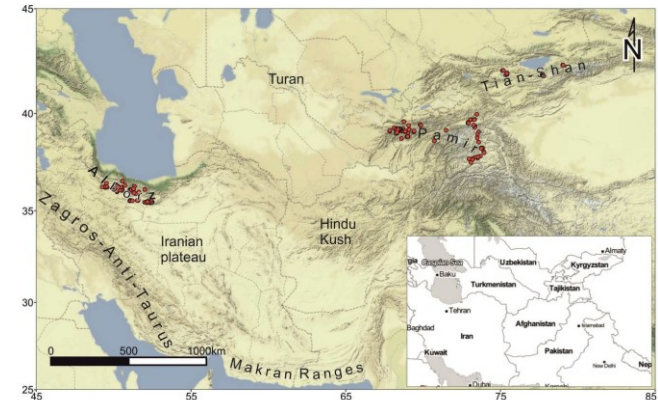 45
N
Tian-Shan
Turan
40
Pamir
Alborz
35
Zagros-Anti-Taurus
Iranian
plateau
Hindu
Kush
30
0 500 1000km
Makran Ranges
25
45 55 65 75 85
gia
Caspian Sea
Baku
Uzbekistan
Almaty
Kyrgyzstan
Turkmenistan
Tajikistan
Tehran
Baghdad
Iran
Afghanistan
Islamabad
Kuwait
Pakistan
New Delhi
Nep
Dubai